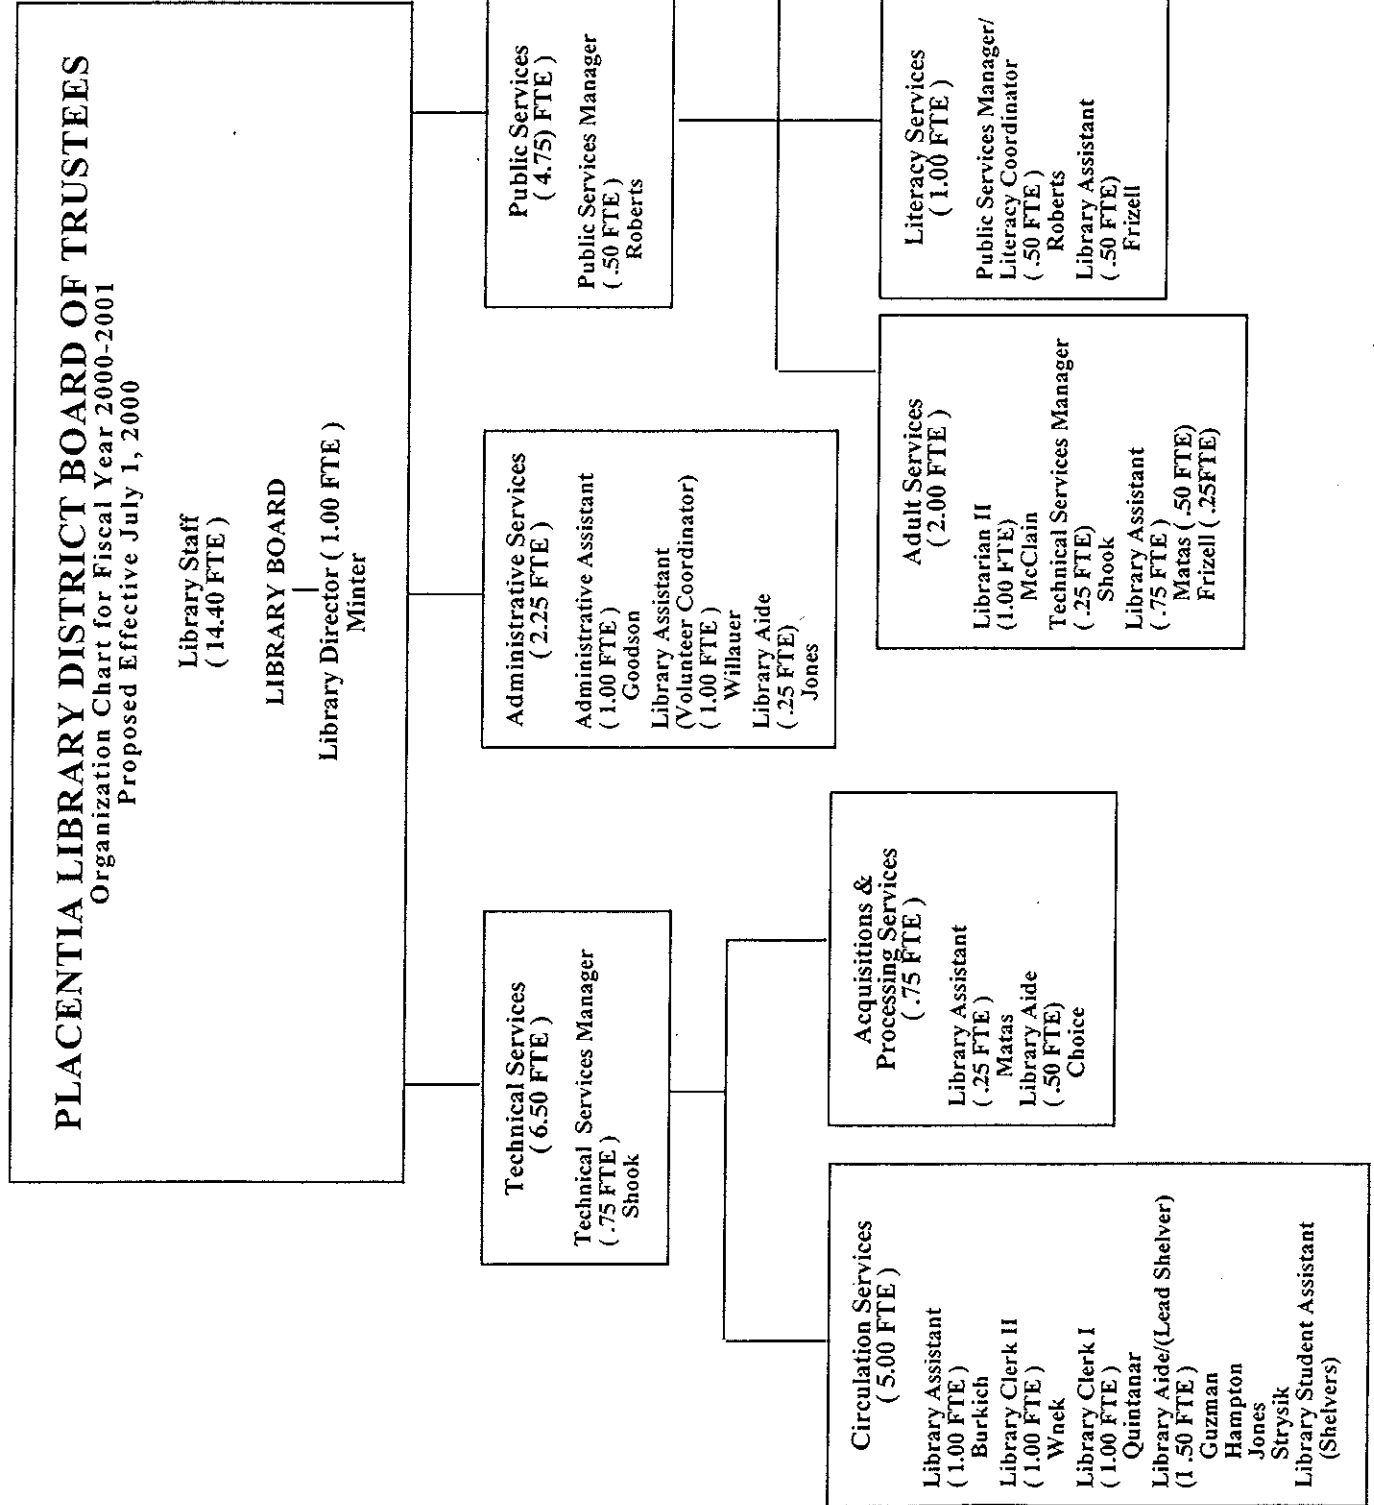 PLACENTIA LIBRARY DISTRICT BOARD OF TRUSTEES
Organization Chart for Fiscal Year 2000-2001
Proposed Effective July 1, 2000
Library Staff
( 14.40 FTE )
LIBRARY BOARD
Library Director ( 1.00 FTE )
Minter
Technical Services
( 6.50 FTE )
Technical Services Manager
( .75 FTE )
Shook
Administrative Services
( 2.25 FTE )
Administrative Assistant
( 1.00 FTE )
Goodson
Library Assistant
(Volunteer Coordinator)
( 1.00 FTE )
Willauer
Library Aide
( .25 FTE)
Jones
Public Services
( 4.75) FTE )
Public Services Manager
( .50 FTE )
Roberts
Circulation Services
( 5.00 FTE )
Library Assistant
( 1.00 FTE )
Burkich
Library Clerk II
( 1.00 FTE )
Wnek
Library Clerk I
( 1.00 FTE )
Quintanar
Library Aide/(Lead Shelver)
(1 .50 FTE )
Guzman
Hampton
Jones
Strysik
Library Student Assistant
(Shelvers)
Acquisitions &
Processing Services
( .75 FTE )
Library Assistant
( .25 FTE )
Matas
Library Aide
( .50 FTE)
Choice
Adult Services
( 2.00 FTE )
Librarian II
(1.00 FTE)
McClain
Technical Services Manager
( .25 FTE )
Shook
Library Assistant
( .75 FTE )
Matas ( .50 FTE)
Frizell ( .25FTE)
Literacy Services
( 1.00 FTE )
Public Services Manager/
Literacy Coordinator
( .50 FTE )
Roberts
Library Assistant
( .50 FTE)
Frizell